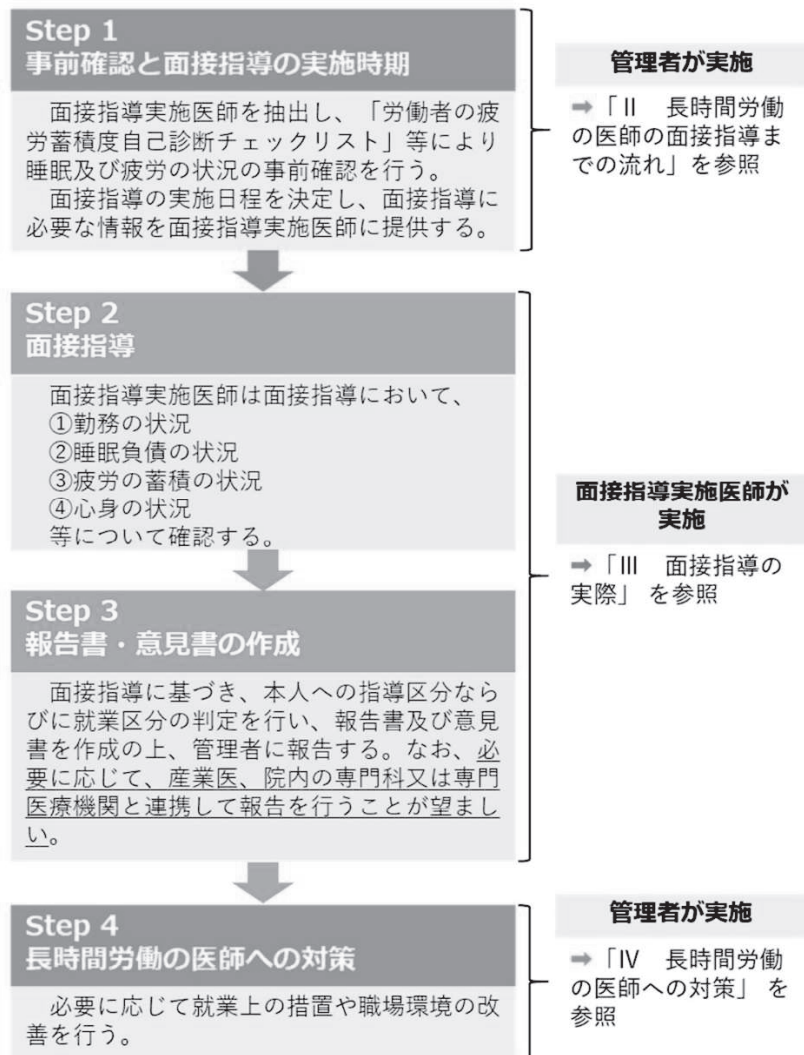 Step 1
事前確認と面接指導の実施時期
面接指導実施医師を抽出し、「労働者の疲
労蓄積度自己診断チェックリスト」等により
睡眠及び疲労の状況の事前確認を行う。
面接指導の実施日程を決定し、面接指導に
必要な情報を面接指導実施医師に提供する。
管理者が実施
➡「Ⅱ 長時間労働
の医師の面接指導ま
での流れ」を参照
Step 2
面接指導
面接指導実施医師は面接指導において、
①勤務の状況
②睡眠負債の状況
③疲労の蓄積の状況
④心身の状況
等について確認する。
Step 3
報告書・意見書の作成
面接指導に基づき、本人への指導区分なら
びに就業区分の判定を行い、報告書及び意見
書を作成の上、管理者に報告する。なお、必
要に応じて、産業医、院内の専門科又は専門
医療機関と連携して報告を行うことが望まし
い。
面接指導実施医師が
実施
➡「Ⅲ 面接指導の
実際」 を参照
Step 4
長時間労働の医師への対策
必要に応じて就業上の措置や職場環境の改
善を行う。
管理者が実施
➡「Ⅳ 長時間労働
の医師への対策」 を
参照